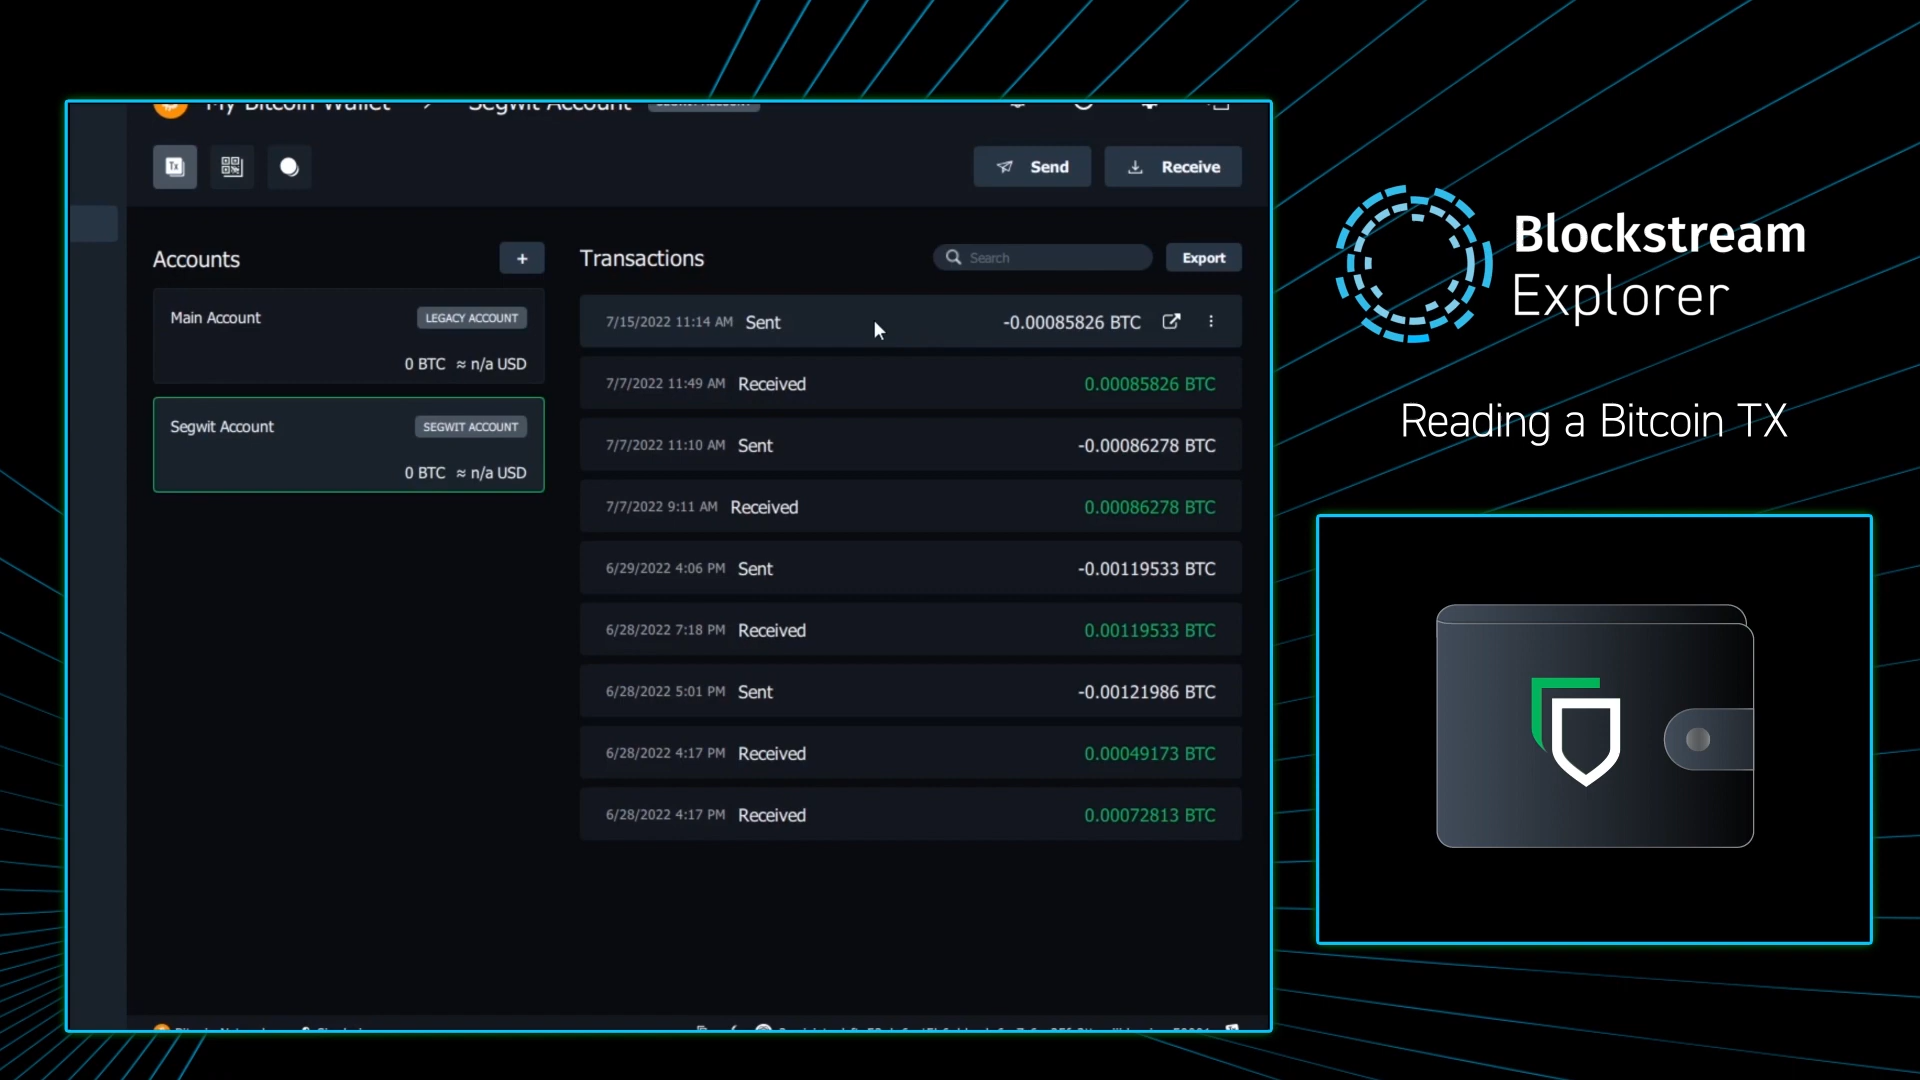 My Bitcoin Wallet > Segwit Account
Tx
Send
Receive
Accounts
+
Transactions
Search
Export
Main Account LEGACY ACCOUNT
0 BTC ≈ n/a USD
Segwit Account SEGWIT ACCOUNT
0 BTC ≈ n/a USD
7/15/2022 11:14 AM Sent -0.00085826 BTC
7/7/2022 11:49 AM Received 0.00085826 BTC
7/7/2022 11:10 AM Sent -0.00086278 BTC
7/7/2022 9:11 AM Received 0.00086278 BTC
6/29/2022 4:06 PM Sent -0.00119533 BTC
6/28/2022 7:18 PM Received 0.00119533 BTC
6/28/2022 5:01 PM Sent -0.00121986 BTC
6/28/2022 4:17 PM Received 0.00049173 BTC
6/28/2022 4:17 PM Received 0.00072813 BTC
Blockstream
Explorer
Reading a Bitcoin TX